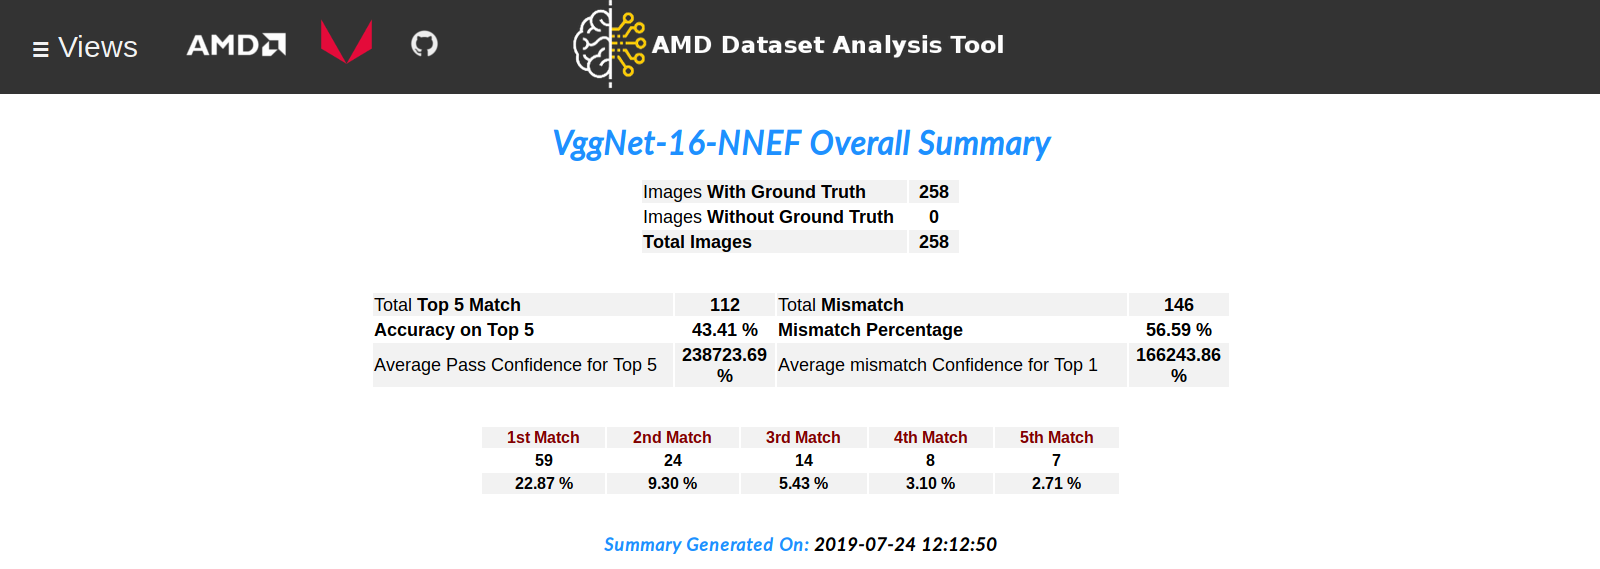 Views AMD AMD Dataset Analysis Tool
VggNet-16-NNEF Overall Summary
Images With Ground Truth 258
Images Without Ground Truth 0
Total Images 258
Total Top 5 Match 112 Total Mismatch 146
Accuracy on Top 5 43.41 % Mismatch Percentage 56.59 %
Average Pass Confidence for Top 5 238723.69 % Average mismatch Confidence for Top 1 166243.86 %
1st Match 2nd Match 3rd Match 4th Match 5th Match
59 24 14 8 7
22.87 % 9.30 % 5.43 % 3.10 % 2.71 %
Summary Generated On: 2019-07-24 12:12:50